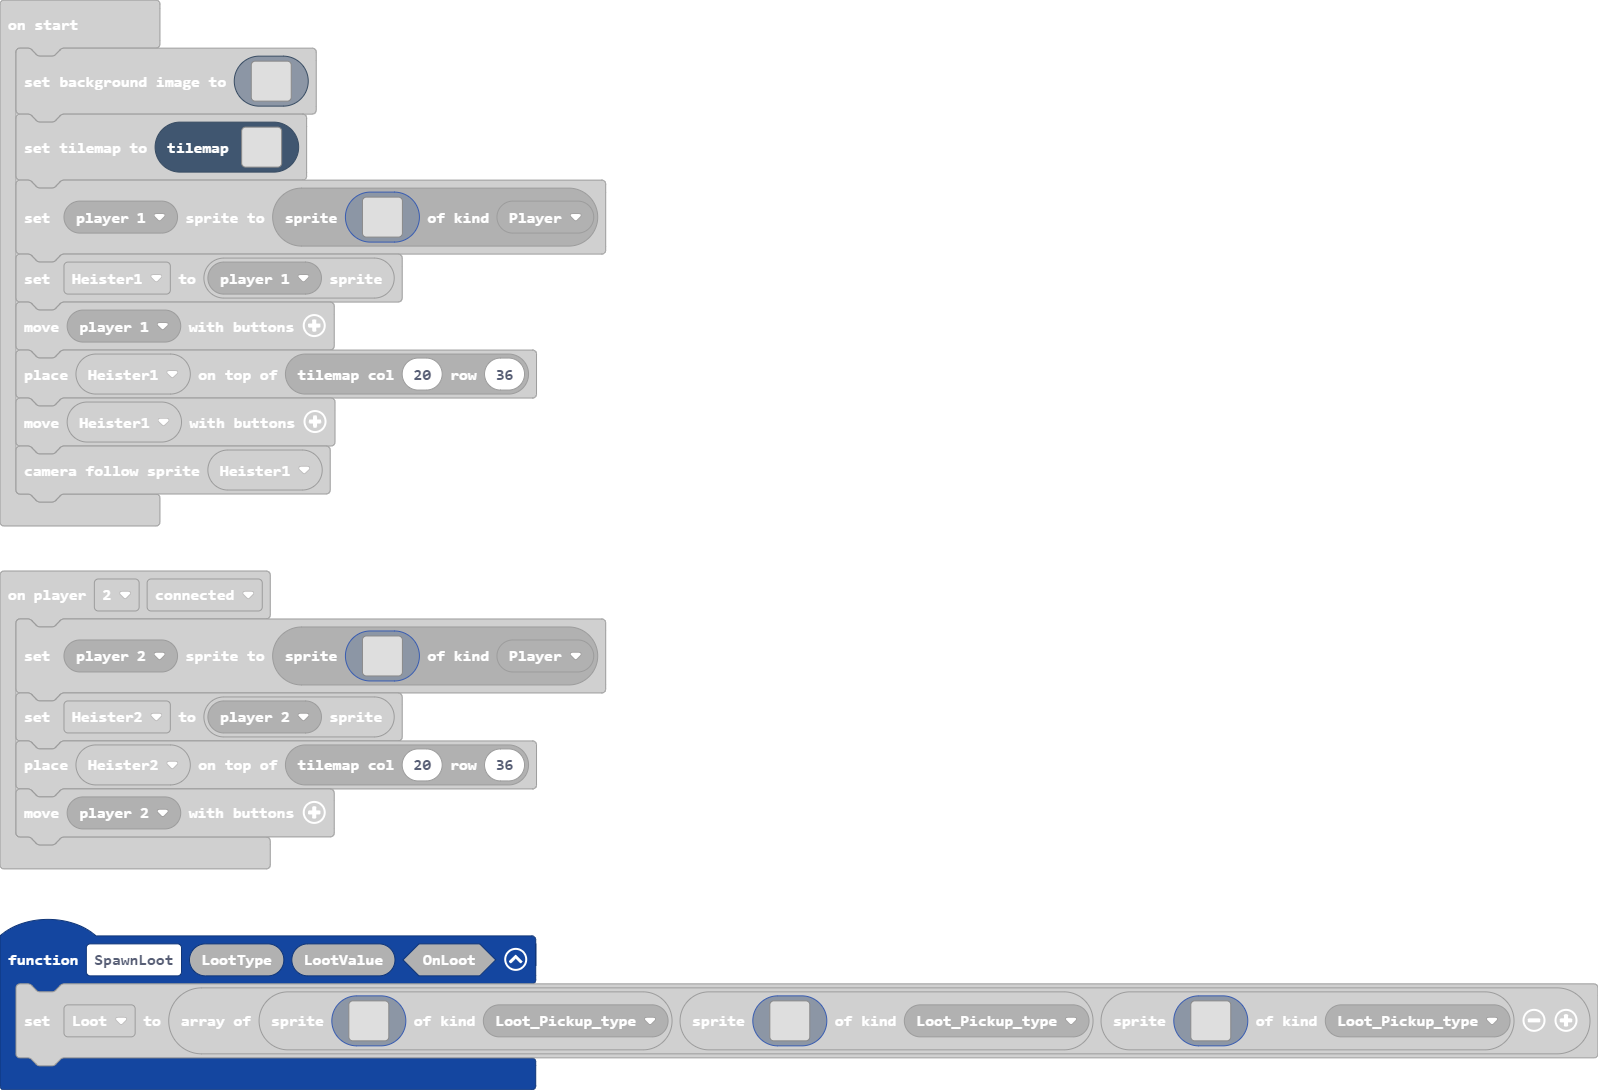 on start
set background image to
set tilemap to tilemap
set player 1 sprite to sprite of kind Player
set Heister1 to player 1 sprite
move player 1 with buttons
place Heister1 on top of tilemap col 20 row 36
move Heister1 with buttons
camera follow sprite Heister1
on player 2 connected
set player 2 sprite to sprite of kind Player
set Heister2 to player 2 sprite
place Heister2 on top of tilemap col 20 row 36
move player 2 with buttons
function SpawnLoot LootType LootValue OnLoot
set Loot to array of sprite of kind Loot_Pickup_type sprite of kind Loot_Pickup_type sprite of kind Loot_Pickup_type